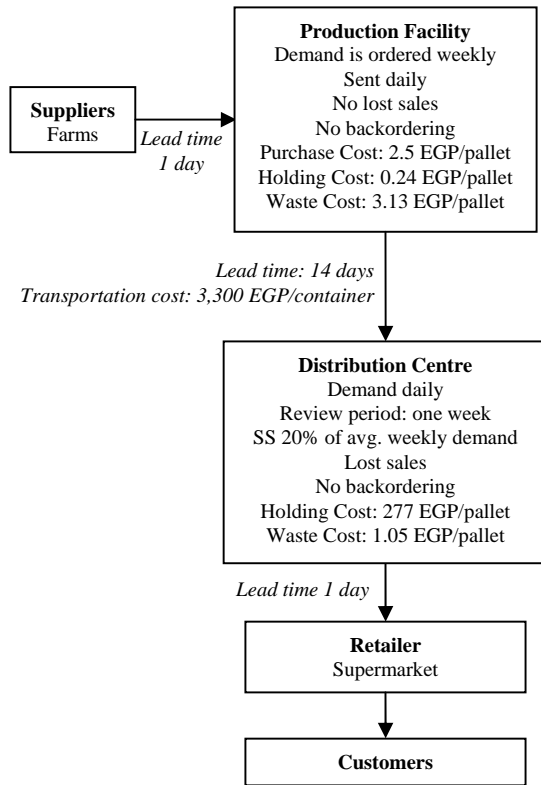 Production Facility
Demand is ordered weekly
Sent daily
No lost sales
No backordering
Purchase Cost: 2.5 EGP/pallet
Holding Cost: 0.24 EGP/pallet
Waste Cost: 3.13 EGP/pallet
Suppliers
Farms
Lead time
1 day
Lead time: 14 days
Transportation cost: 3,300 EGP/container
Distribution Centre
Demand daily
Review period: one week
SS 20% of avg. weekly demand
Lost sales
No backordering
Holding Cost: 277 EGP/pallet
Waste Cost: 1.05 EGP/pallet
Lead time 1 day
Retailer
Supermarket
Customers